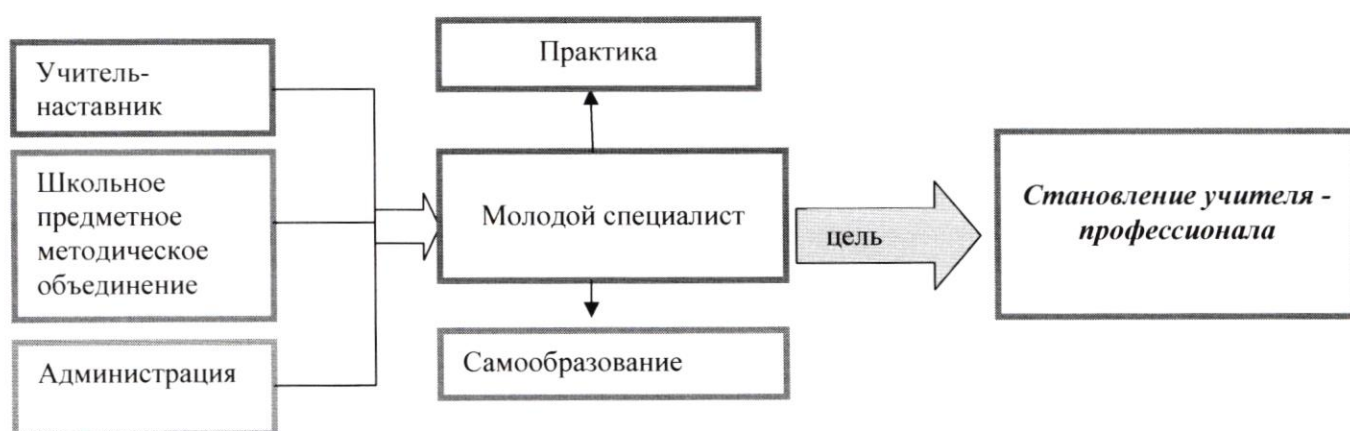 Учитель-
наставник
Школьное
предметное
методическое
объединение
Администрация
Практика
Молодой специалист
Самообразование
цель
Становление учителя -
профессионала